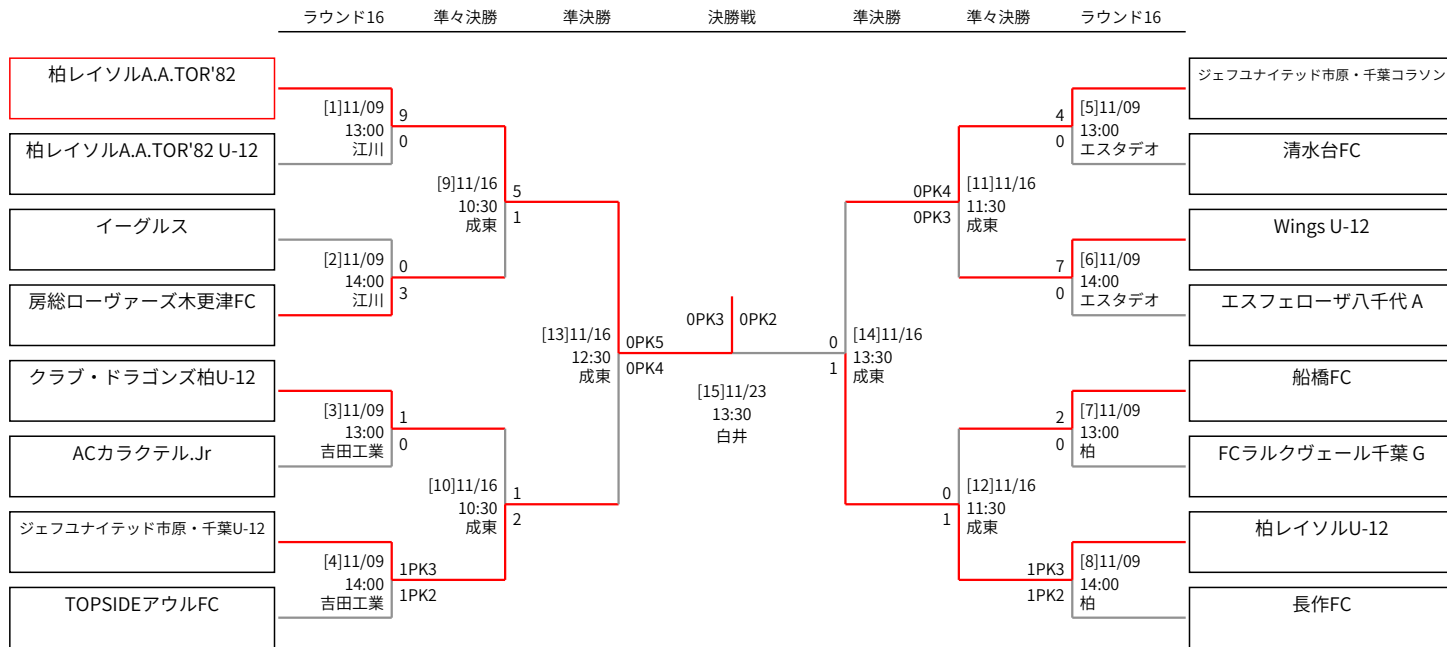 ラウンド16 準々決勝 準決勝 決勝戦 準決勝 準々決勝 ラウンド16
柏レイソルA.A.TOR'82
[1]11/09
13:00
江川
9
0
柏レイソルA.A.TOR'82 U-12
[9]11/16
10:30
成東
5
1
イーグルス
[2]11/09
14:00
江川
0
3
房総ローヴァーズ木更津FC
[13]11/16
12:30
成東
0PK5
0PK4
クラブ・ドラゴンズ柏U-12
[3]11/09
13:00
吉田工業
1
0
ACカラクテル.Jr
[10]11/16
10:30
成東
1
2
ジェフユナイテッド市原・千葉U-12
[4]11/09
14:00
吉田工業
1PK3
1PK2
TOPSIDEアウルFC
0PK3 0PK2
[15]11/23
13:30
白井
ジェフユナイテッド市原・千葉コラソン
4
0
[5]11/09
13:00
エスタデオ
清水台FC
0PK4
0PK3
[11]11/16
11:30
成東
Wings U-12
7
0
[6]11/09
14:00
エスタデオ
エスフェローザ八千代 A
0
1
[14]11/16
13:30
成東
船橋FC
2
0
[7]11/09
13:00
柏
FCラルクヴェール千葉 G
0
1
[12]11/16
11:30
成東
柏レイソルU-12
1PK3
1PK2
[8]11/09
14:00
柏
長作FC